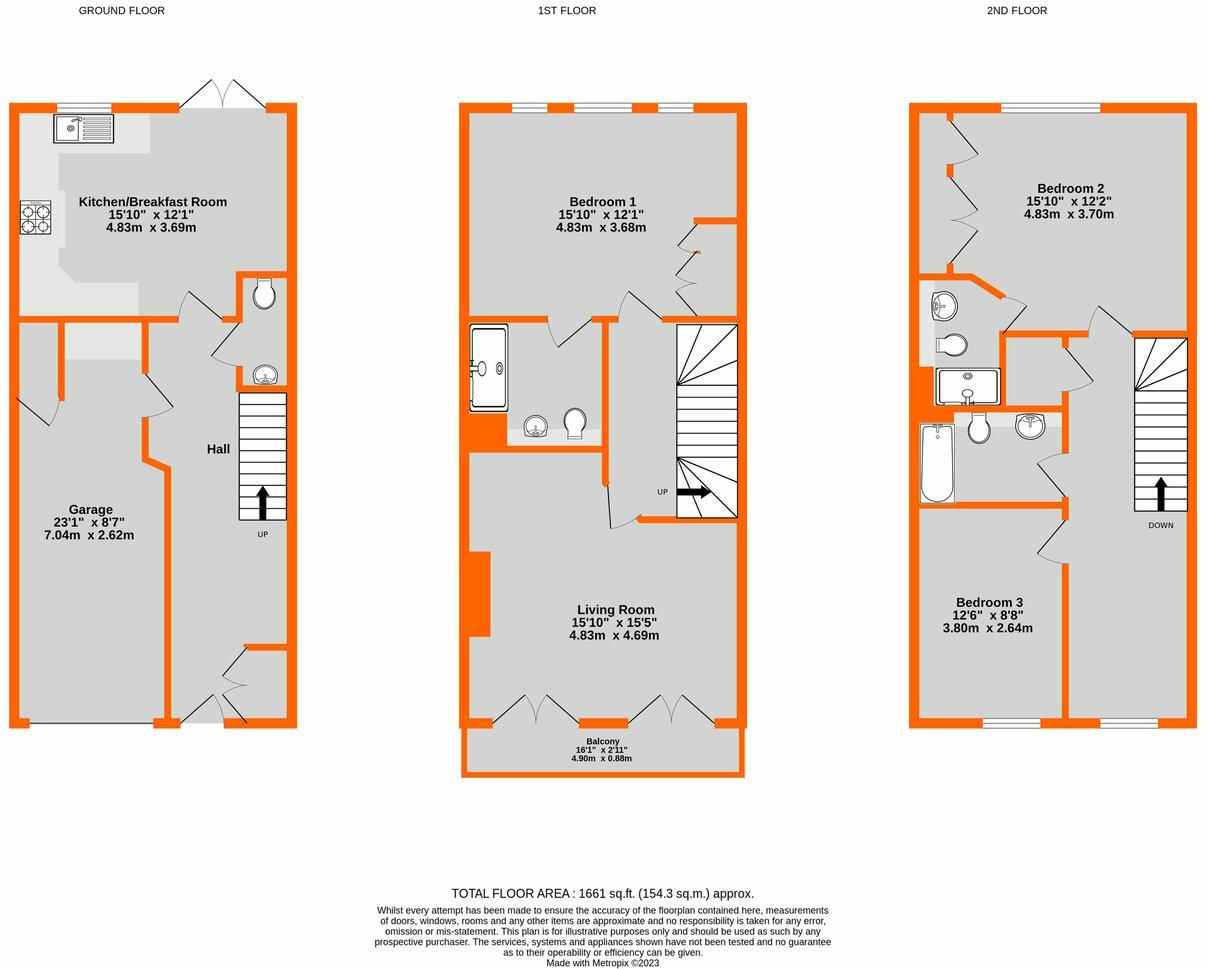 GROUND FLOOR
1ST FLOOR
2ND FLOOR
Kitchen/Breakfast Room
15'10" x 12'1"
4.83m x 3.69m
Hall
Garage
23'1" x 8'7"
7.04m x 2.62m
UP
Bedroom 1
15'10" x 12'1"
4.83m x 3.68m
UP
Living Room
15'10" x 15'5"
4.83m x 4.69m
Balcony
16'1" x 2'11"
4.90m x 0.88m
Bedroom 2
15'10" x 12'2"
4.83m x 3.70m
DOWN
Bedroom 3
12'6" x 8'8"
3.80m x 2.64m
TOTAL FLOOR AREA : 1661 sq.ft. (154.3 sq.m.) approx.
Whilst every attempt has been made to ensure the accuracy of the floorplan contained here, measurements
of doors, windows, rooms and any other items are approximate and no responsibility is taken for any error,
omission or mis-statement. This plan is for illustrative purposes only and should be used as such by any
prospective purchaser. The services, systems and appliances shown have not been tested and no guarantee
as to their operability or efficiency can be given.
Made with Metropix ©2023